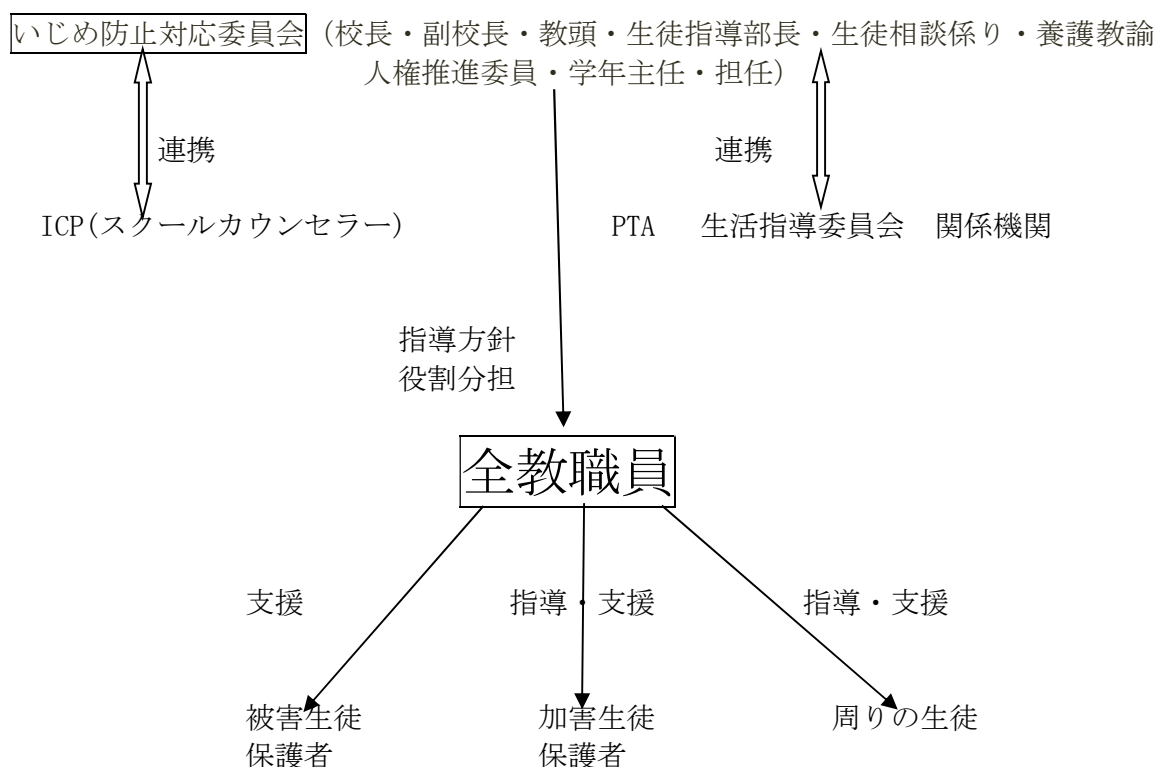 いじめ防止対応委員会（校長・副校長・教頭・生徒指導部長・生徒相談係り・養護教諭
人権推進委員・学年主任・担任）
連携　連携
ICP(スクールカウンセラー)　PTA　生活指導委員会　関係機関
指導方針
役割分担
全教職員
支援　指導・支援　指導・支援
被害生徒　加害生徒　周りの生徒
保護者　保護者